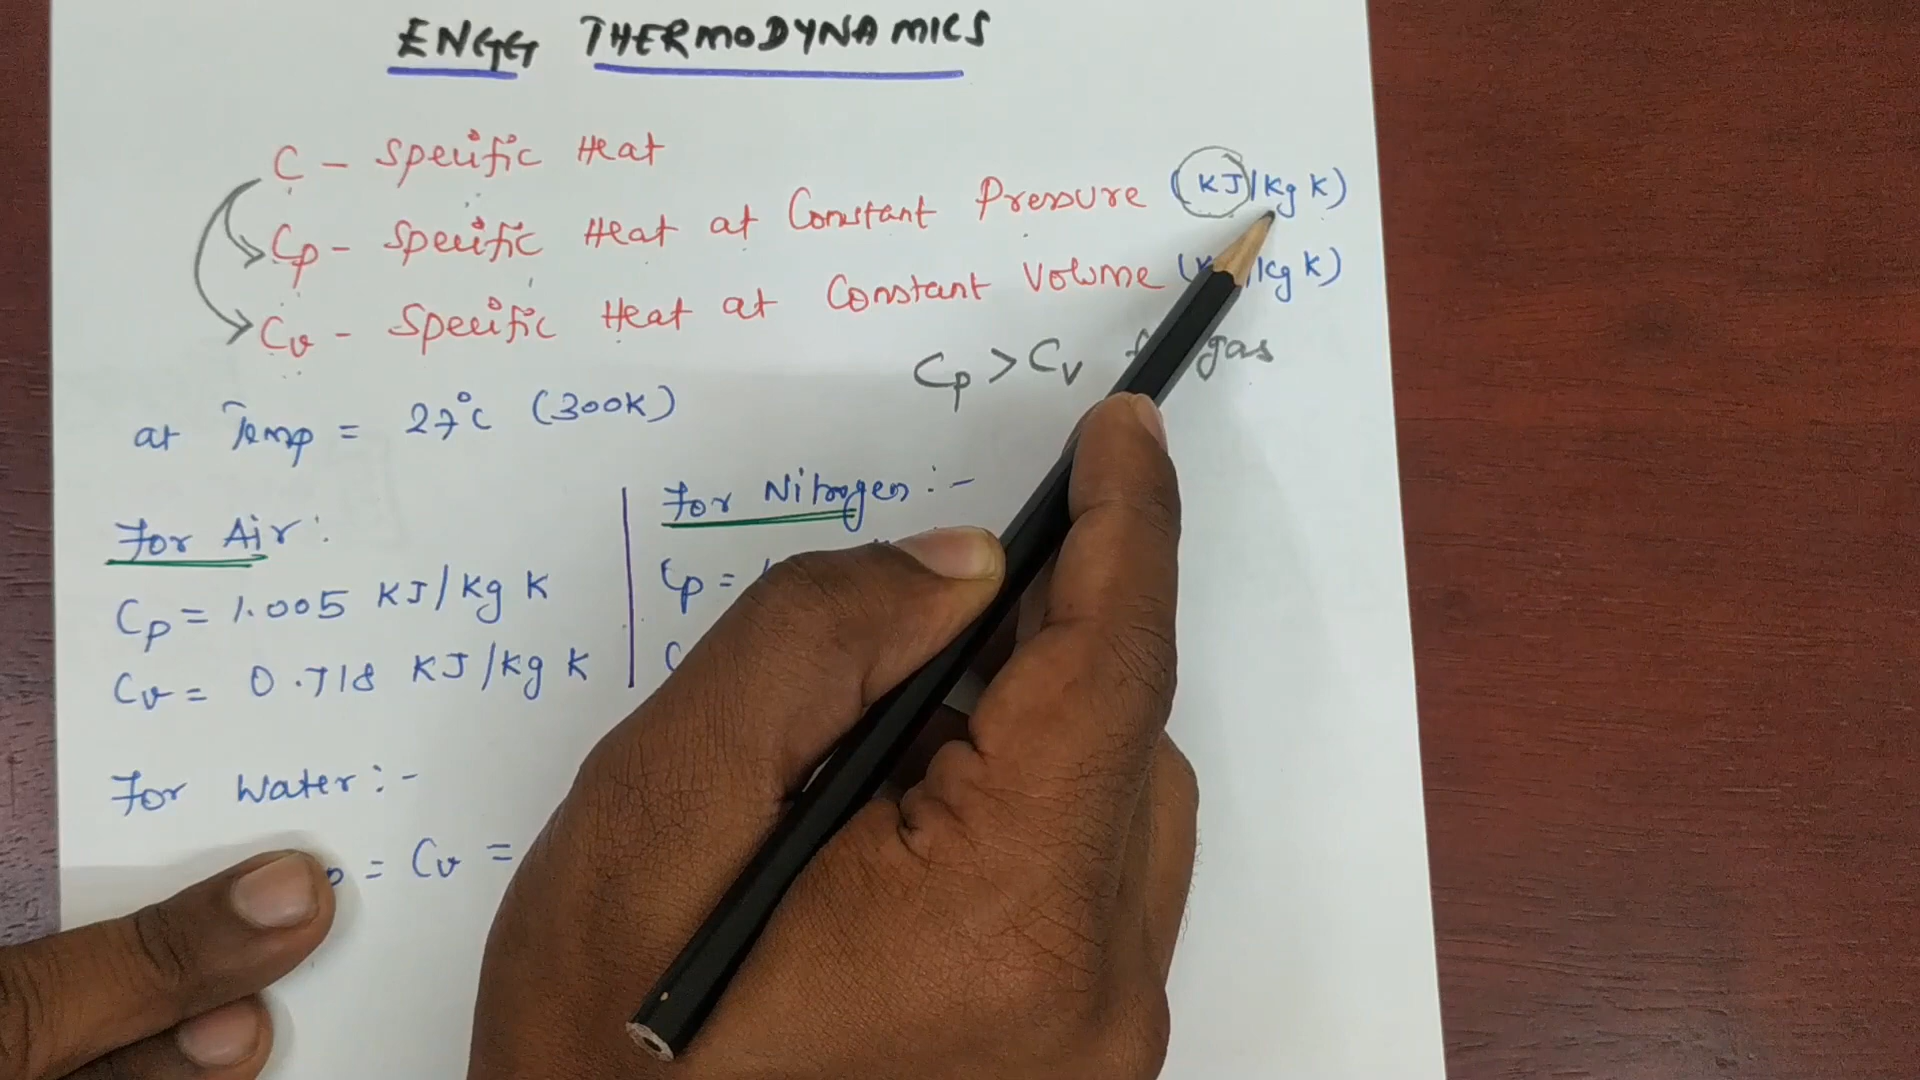 ENGG THERMODYNAMICS
C - Specific Heat
Cp - Specific Heat at Constant Pressure (KJ/Kg K)
Cv - Specific Heat at Constant Volume (K /Kg K)
Cp > Cv gas
at Temp = 27°C (300K)
For Air:
Cp = 1.005 KJ/Kg K
Cv = 0.718 KJ/Kg K
For Nitrogen:-
Cp =
C
For Water:-
p = Cv =